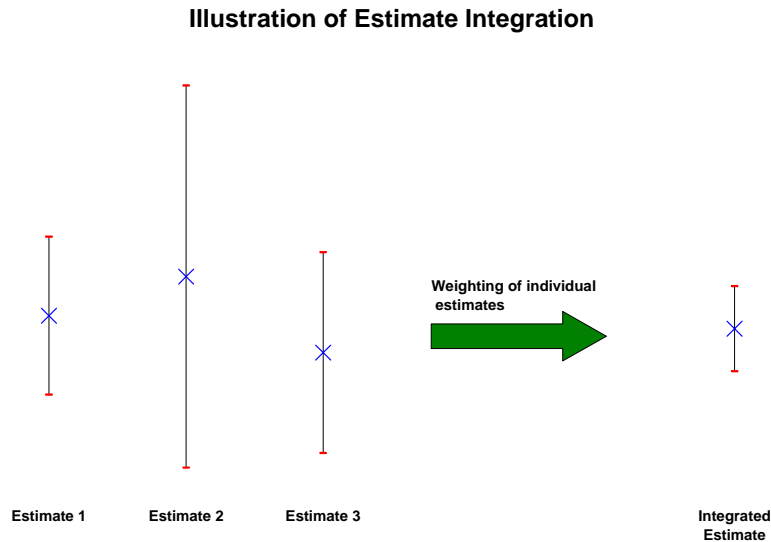 Illustration of Estimate Integration
Weighting of individual
estimates
Estimate 1
Estimate 2
Estimate 3
Integrated
Estimate